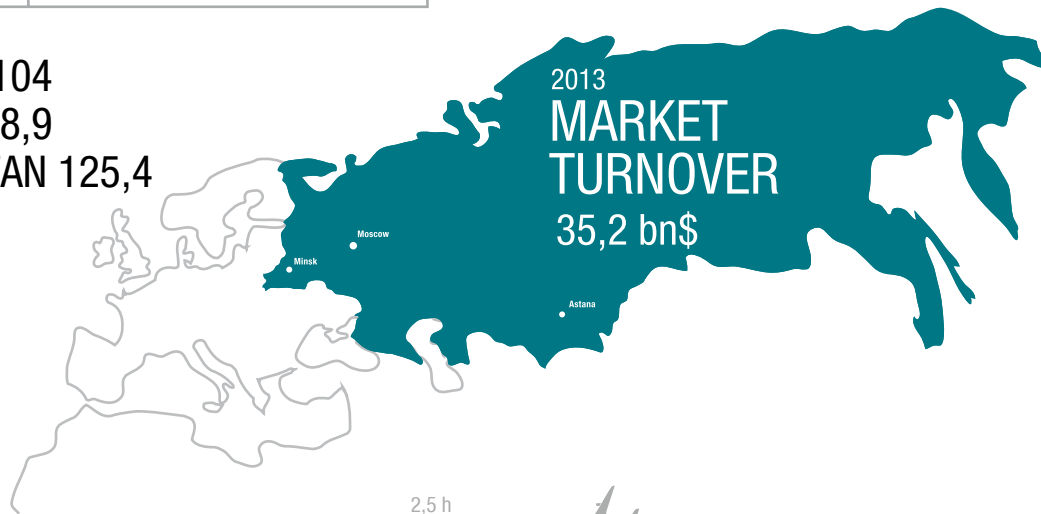 104
8,9
AN 125,4
2013
MARKET
TURNOVER
35,2 bn$
Moscow
Minsk
Astana
2,5 h